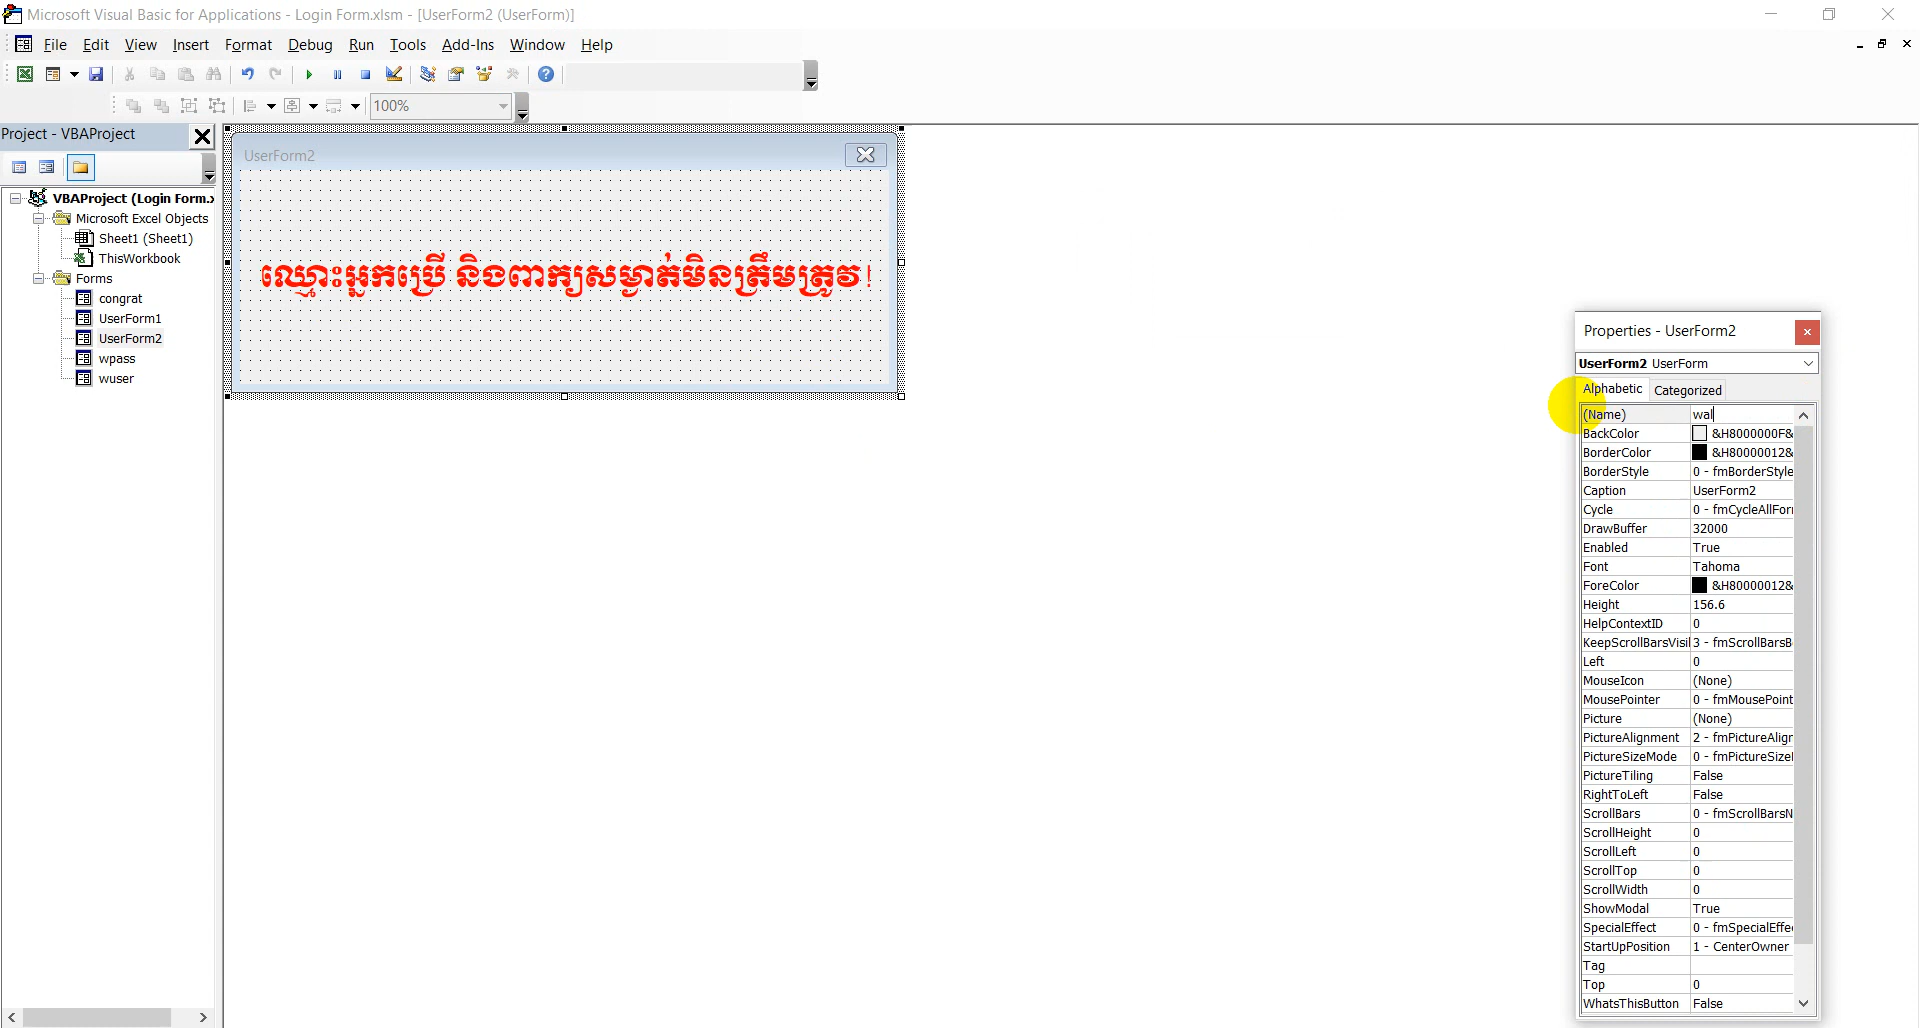 Microsoft Visual Basic for Applications - Login Form.xlsm - [UserForm2 (UserForm)]
File Edit View Insert Format Debug Run Tools Add-Ins Window Help
100%
Project - VBAProject
VBAProject (Login Form.x
Microsoft Excel Objects
Sheet1 (Sheet1)
ThisWorkbook
Forms
congrat
UserForm1
UserForm2
wpass
wuser
UserForm2
ឈ្មោះអ្នកប្រើ និងពាក្យសម្ងាត់មិនត្រឹមត្រូវ!
Properties - UserForm2
UserForm2 UserForm
Alphabetic Categorized
(Name) wal
BackColor &H8000000F&
BorderColor &H80000012&
BorderStyle 0 - fmBorderStyle
Caption UserForm2
Cycle 0 - fmCycleAllFor
DrawBuffer 32000
Enabled True
Font Tahoma
ForeColor &H80000012&
Height 156.6
HelpContextID 0
KeepScrollBarsVisil 3 - fmScrollBarsB
Left 0
MouseIcon (None)
MousePointer 0 - fmMousePoint
Picture (None)
PictureAlignment 2 - fmPictureAligr
PictureSizeMode 0 - fmPictureSizel
PictureTiling False
RightToLeft False
ScrollBars 0 - fmScrollBarsN
ScrollHeight 0
ScrollLeft 0
ScrollTop 0
ScrollWidth 0
ShowModal True
SpecialEffect 0 - fmSpecialEffe
StartUpPosition 1 - CenterOwner
Tag
Top 0
WhatsThisButton False